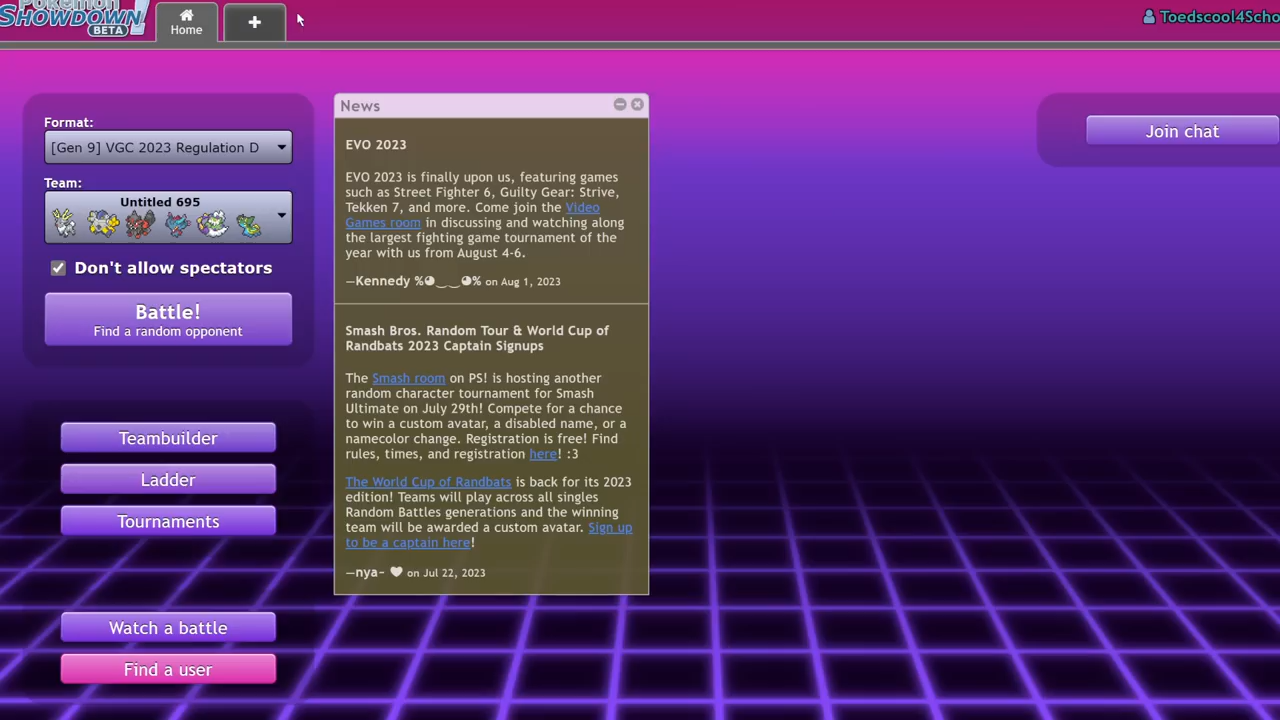 Pokémon
SHOWDOWN!
BETA
Home
+
Toedscool4Scho
Format:
[Gen 9] VGC 2023 Regulation D
Team:
Untitled 695
Don't allow spectators
Battle!
Find a random opponent
Teambuilder
Ladder
Tournaments
Watch a battle
Find a user
News
EVO 2023
EVO 2023 is finally upon us, featuring games
such as Street Fighter 6, Guilty Gear: Strive,
Tekken 7, and more. Come join the Video
Games room in discussing and watching along
the largest fighting game tournament of the
year with us from August 4-6.
—Kennedy %◕‿‿◕% on Aug 1, 2023
Smash Bros. Random Tour & World Cup of
Randbats 2023 Captain Signups
The Smash room on PS! is hosting another
random character tournament for Smash
Ultimate on July 29th! Compete for a chance
to win a custom avatar, a disabled name, or a
namecolor change. Registration is free! Find
rules, times, and registration here! :3
The World Cup of Randbats is back for its 2023
edition! Teams will play across all singles
Random Battles generations and the winning
team will be awarded a custom avatar. Sign up
to be a captain here!
—nya~ ❤ on Jul 22, 2023
Join chat